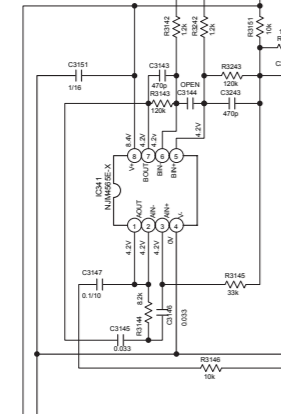 R3142
1.2k
R3242
1.2k
R3151
10k
C3151
1/16
C3143
470p
R3143
120k
OPEN
C3144
R3243
120k
C3243
470p
8.4V
4.2V
4.2v
4.2V
8
7
6
5
V+
BOUT
BIN-
BIN+
IC341
NJM4565E-X
AOUT
AIN-
AIN+
V-
1
2
3
4
4.2V
4.2V
4.2V
0V
C3147
0.1/10
R3145
33k
8.2k
R3144
C3146
0.033
C3145
0.033
R3146
10k